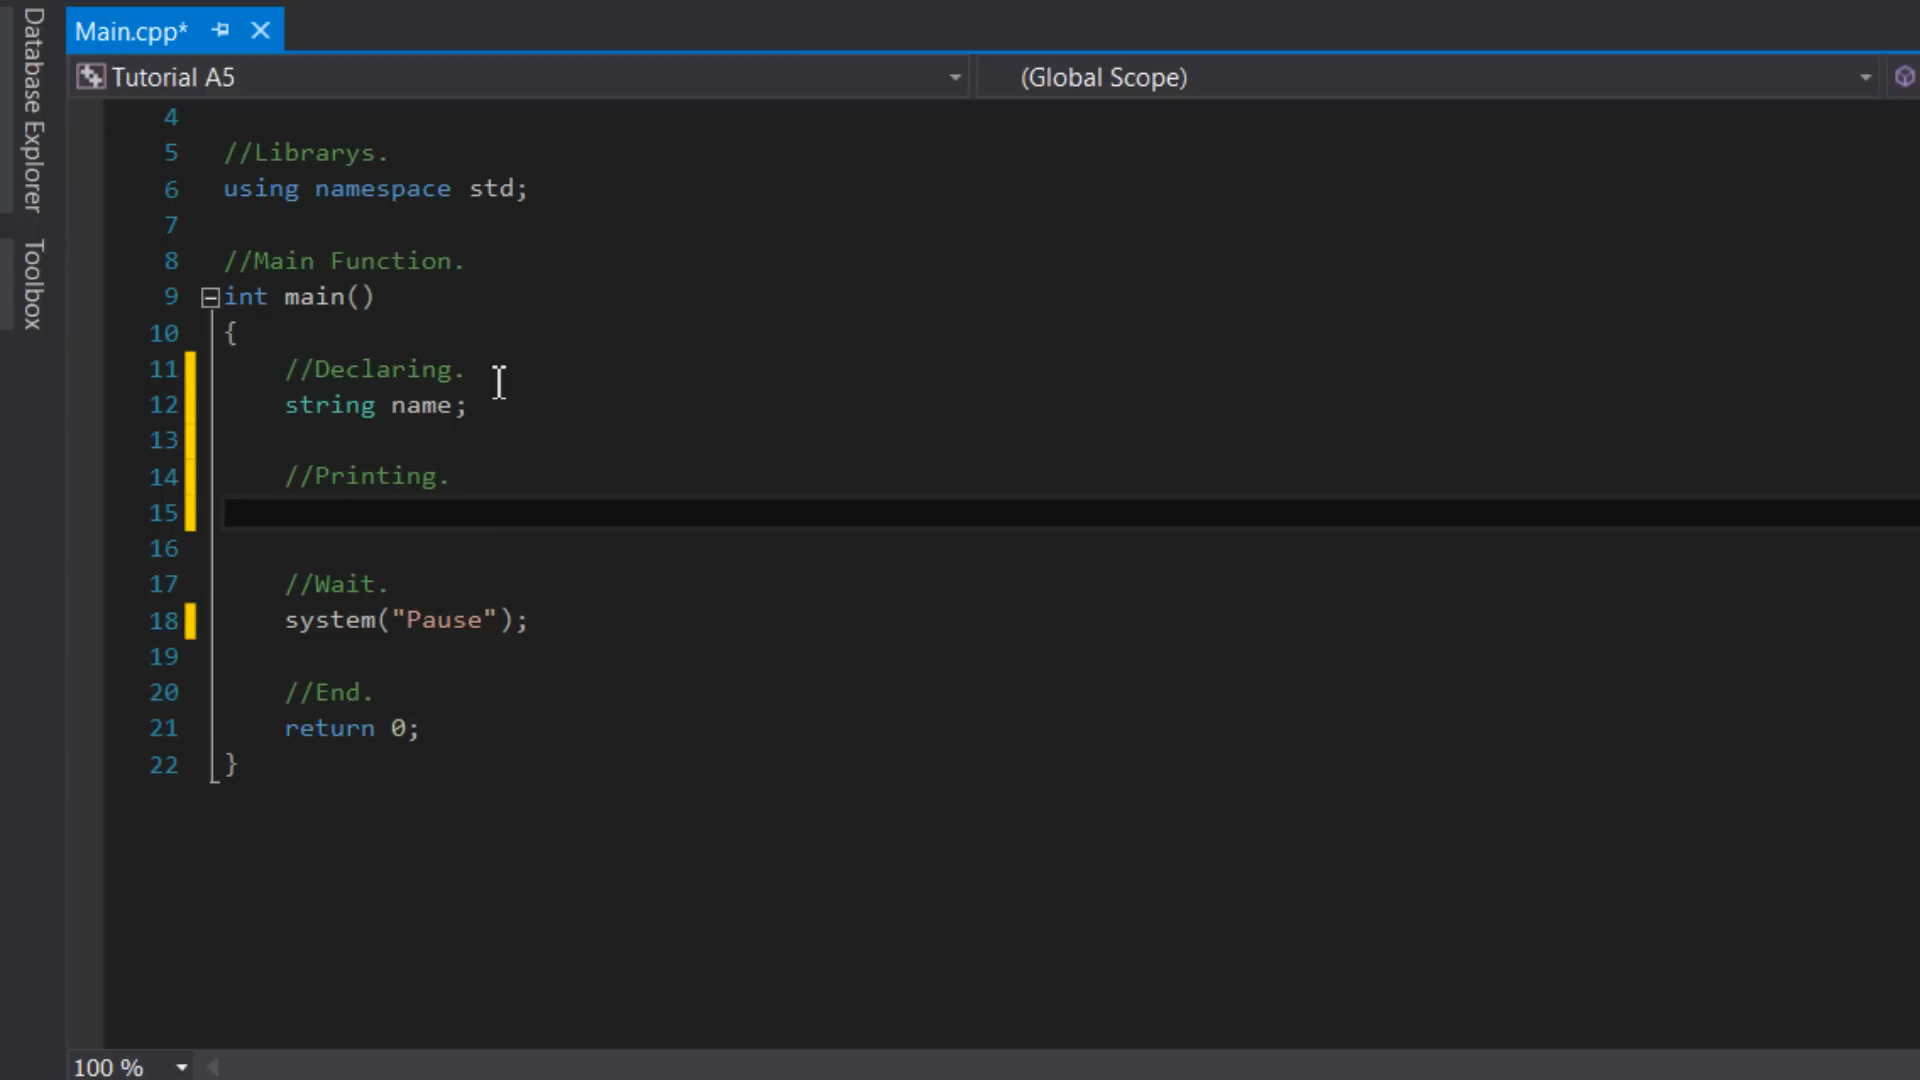 Database Explorer
Toolbox
Main.cpp*
Tutorial A5
(Global Scope)
4
5 //Librarys.
6 using namespace std;
7
8 //Main Function.
9 int main()
10 {
11 //Declaring.
12 string name;
13
14 //Printing.
15
16
17 //Wait.
18 system("Pause");
19
20 //End.
21 return 0;
22 }
100 %